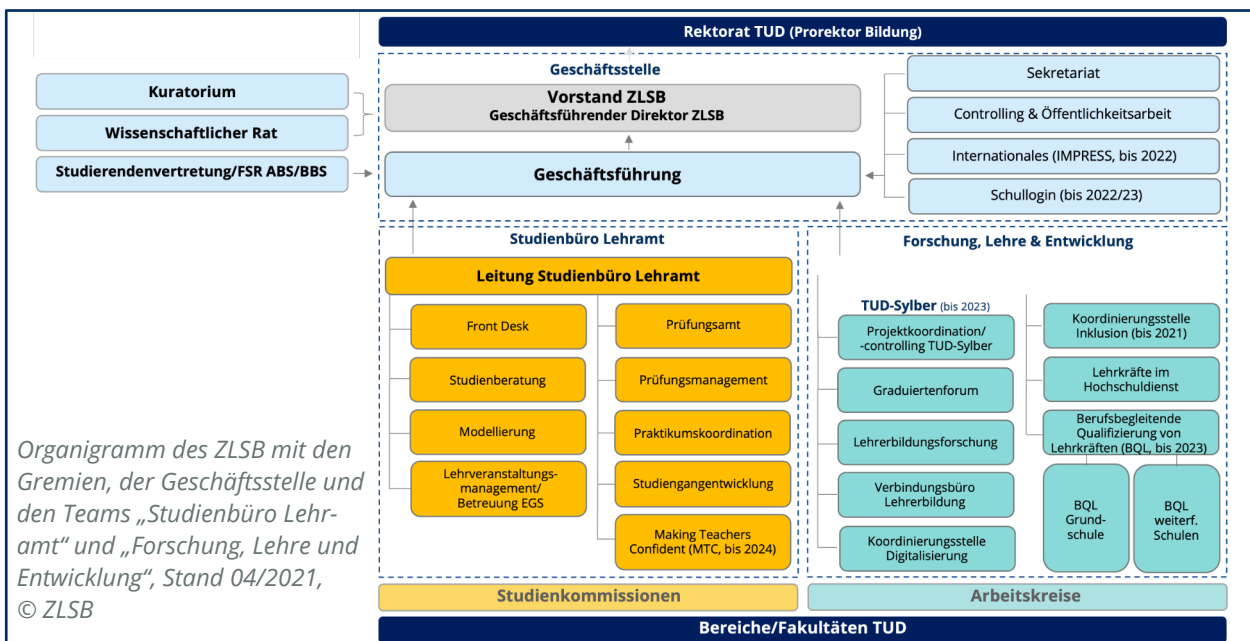 Rektorat TUD (Prorektor Bildung)
Geschäftsstelle
Kuratorium
Wissenschaftlicher Rat
Studierendenvertretung/FSR ABS/BBS
Vorstand ZLSB
Geschäftsführender Direktor ZLSB
Geschäftsführung
Sekretariat
Controlling & Öffentlichkeitsarbeit
Internationales (IMPRESS, bis 2022)
Schullogin (bis 2022/23)
Studienbüro Lehramt
Leitung Studienbüro Lehramt
Front Desk
Studienberatung
Modellierung
Lehrveranstaltungs-
management/
Betreuung EGS
Prüfungsamt
Prüfungsmanagement
Praktikumskoordination
Studiengangentwicklung
Making Teachers
Confident (MTC, bis 2024)
Forschung, Lehre & Entwicklung
TUD-Sylber (bis 2023)
Projektkoordination/
-controlling TUD-Sylber
Graduiertenforum
Lehrerbildungsforschung
Verbindungsbüro
Lehrerbildung
Koordinierungsstelle
Digitalisierung
Koordinierungsstelle
Inklusion (bis 2021)
Lehrkräfte im
Hochschuldienst
Berufsbegleitende
Qualifizierung von
Lehrkräften (BQL, bis 2023)
BQL
Grund-
schule
BQL
weiterf.
Schulen
Organigramm des ZLSB mit den
Gremien, der Geschäftsstelle und
den Teams „Studienbüro Lehr-
amt“ und „Forschung, Lehre und
Entwicklung“, Stand 04/2021,
© ZLSB
Studienkommissionen
Arbeitskreise
Bereiche/Fakultäten TUD